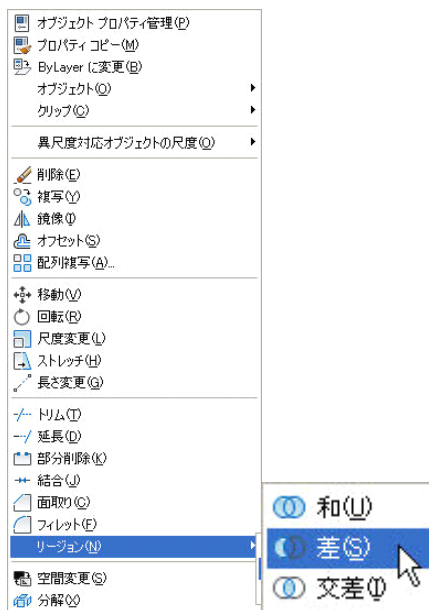 オブジェクト プロパティ管理(P)
プロパティ コピー(M)
ByLayer に変更(B)
オブジェクト(O)
クリップ(C)
異尺度対応オブジェクトの尺度(O)
削除(E)
複写(Y)
鏡像(I)
オフセット(S)
配列複写(A)...
移動(V)
回転(R)
尺度変更(L)
ストレッチ(H)
長さ変更(G)
トリム(T)
延長(D)
部分削除(K)
結合(J)
面取り(C)
フィレット(F)
リージョン(N)
和(U)
差(S)
交差(I)
空間変更(S)
分解(X)